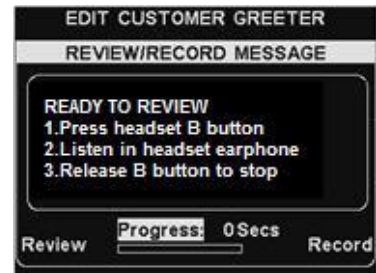 EDIT CUSTOMER GREETER
REVIEW/RECORD MESSAGE
READY TO REVIEW
1.Press headset B button
2.Listen in headset earphone
3.Release B button to stop
Progress: 0Secs
Review Record